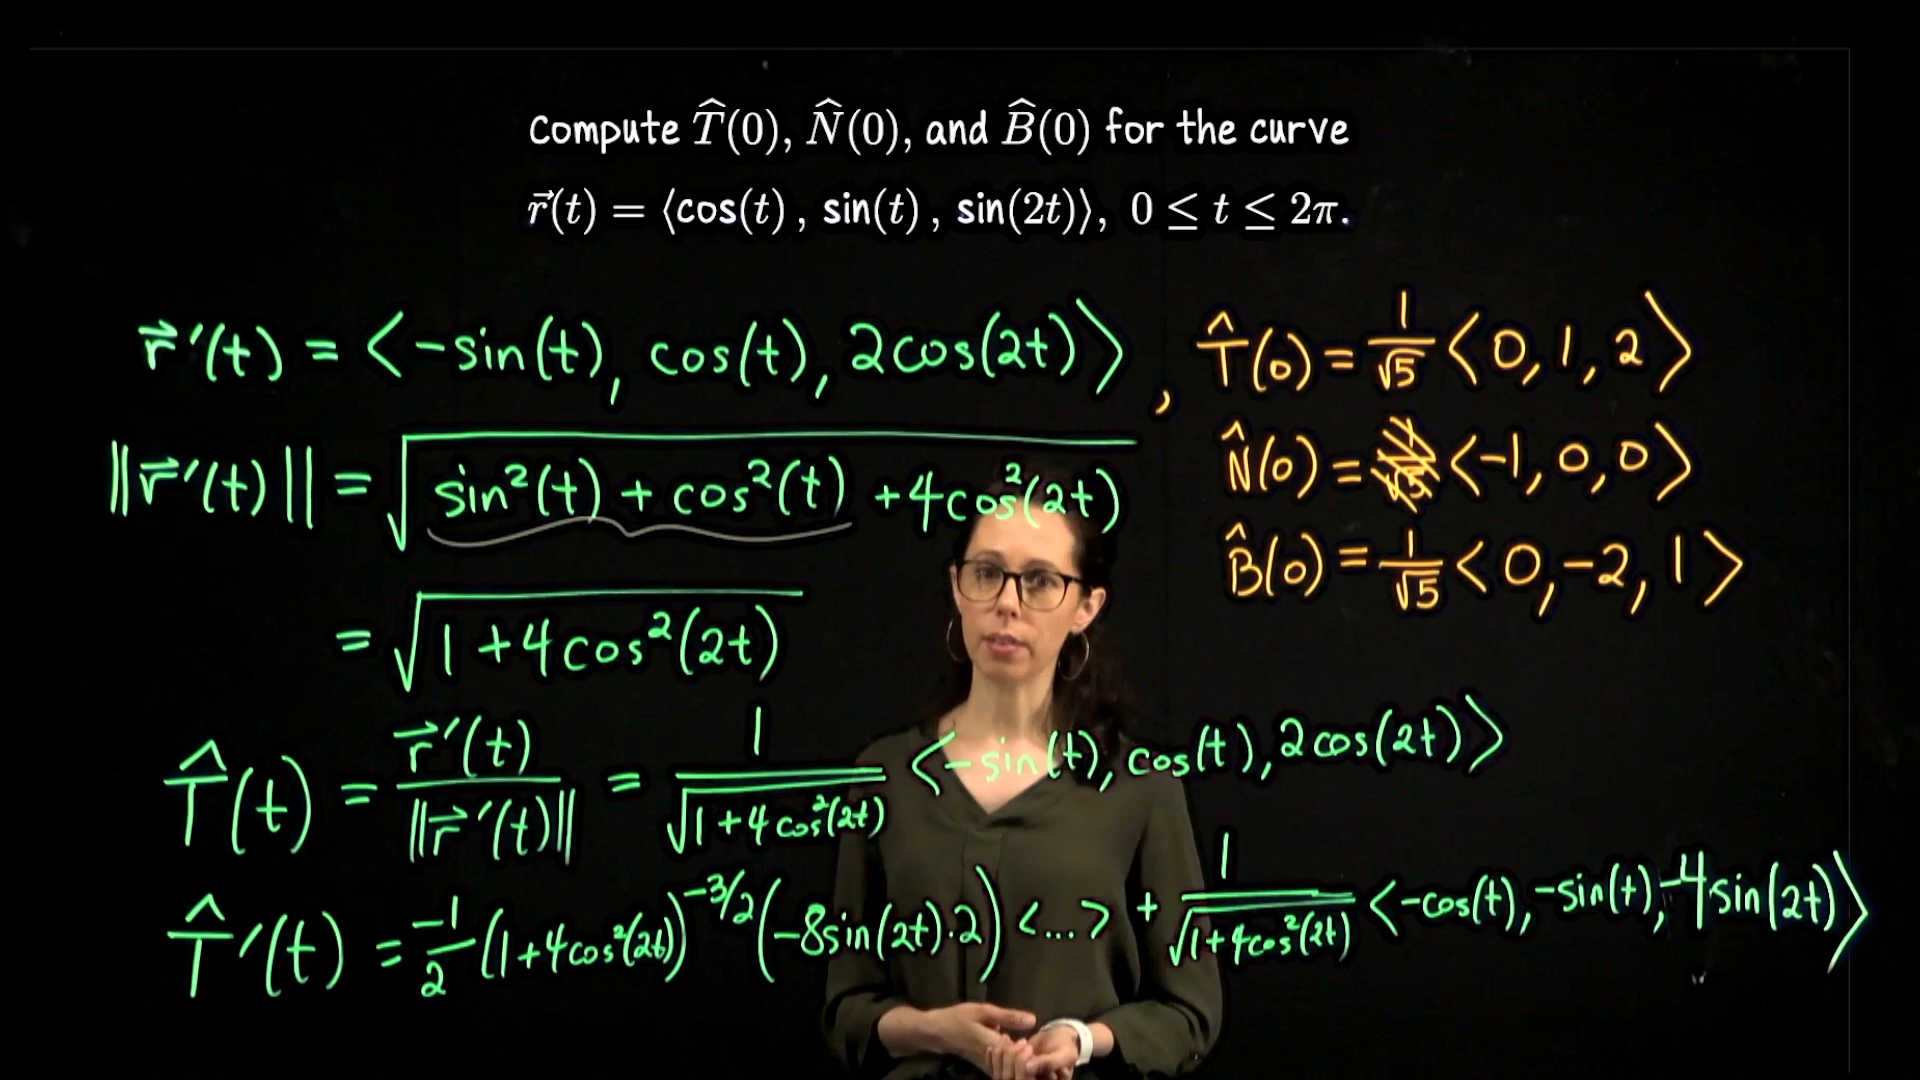 Compute T̂(0), N̂(0), and B̂(0) for the curve
r⃗(t) = ⟨cos(t), sin(t), sin(2t)⟩, 0 ≤ t ≤ 2π.
r⃗′(t) = ⟨-sin(t), cos(t), 2cos(2t)⟩,
||r⃗′(t)|| = √(sin²(t) + cos²(t) + 4cos²(2t))
= √(1 + 4cos²(2t))
T̂(t) = r⃗′(t)/||r⃗′(t)|| = 1/√(1+4cos²(2t)) ⟨-sin(t), cos(t), 2cos(2t)⟩
T̂′(t) = -1/2 (1+4cos²(2t))^(-3/2) (-8sin(2t)·2) <...> + 1/√(1+4cos²(2t)) ⟨-cos(t), -sin(t), -4sin(2t)⟩
T̂(0) = 1/√5 ⟨0, 1, 2⟩
N̂(0) = ⟨-1, 0, 0⟩
B̂(0) = 1/√5 ⟨0, -2, 1⟩